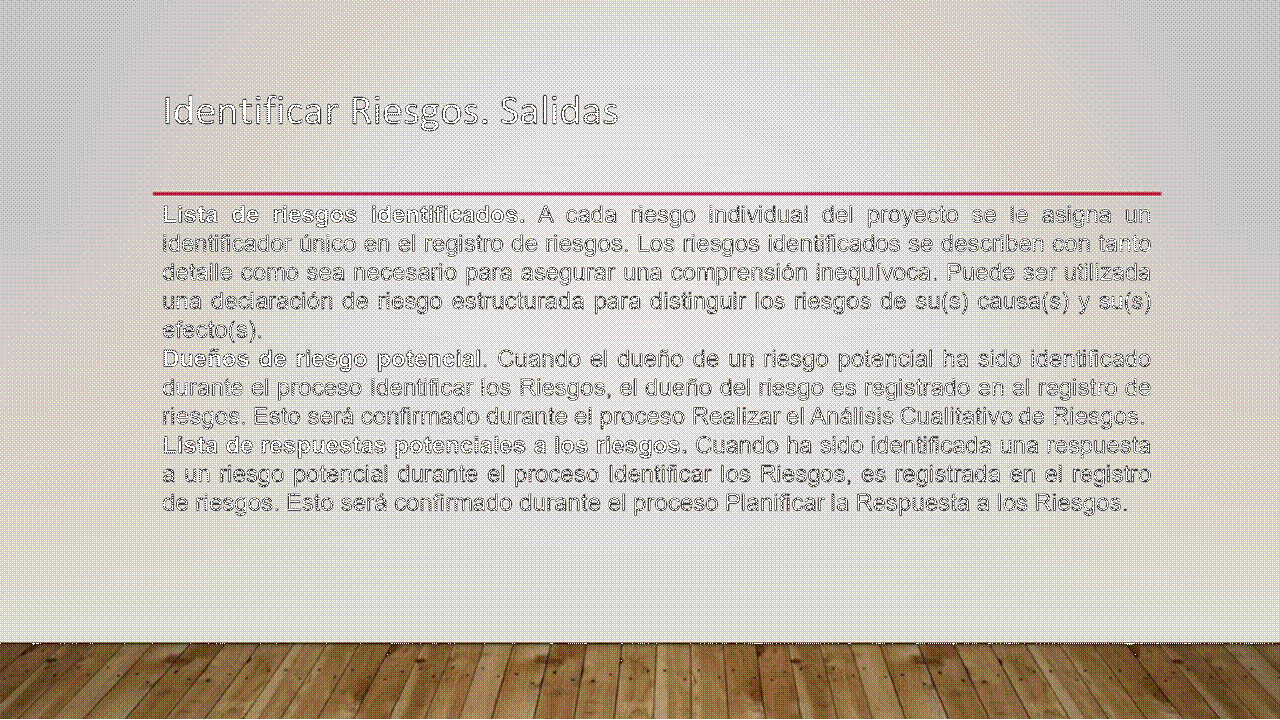 Identificar Riesgos. Salidas
Lista de riesgos identificados. A cada riesgo individual del proyecto se le asigna un
identificador único en el registro de riesgos. Los riesgos identificados se describen con tanto
detalle como sea necesario para asegurar una comprensión inequívoca. Puede ser utilizada
una declaración de riesgo estructurada para distinguir los riesgos de su(s) causa(s) y su(s)
efecto(s).
Dueños de riesgo potencial. Cuando el dueño de un riesgo potencial ha sido identificado
durante el proceso Identificar los Riesgos, el dueño del riesgo es registrado en al registro de
riesgos. Esto será confirmado durante el proceso Realizar el Análisis Cualitativo de Riesgos.
Lista de respuestas potenciales a los riesgos. Cuando ha sido identificada una respuesta
a un riesgo potencial durante el proceso Identificar los Riesgos, es registrada en el registro
de riesgos. Esto será confirmado durante el proceso Planificar la Respuesta a los Riesgos.